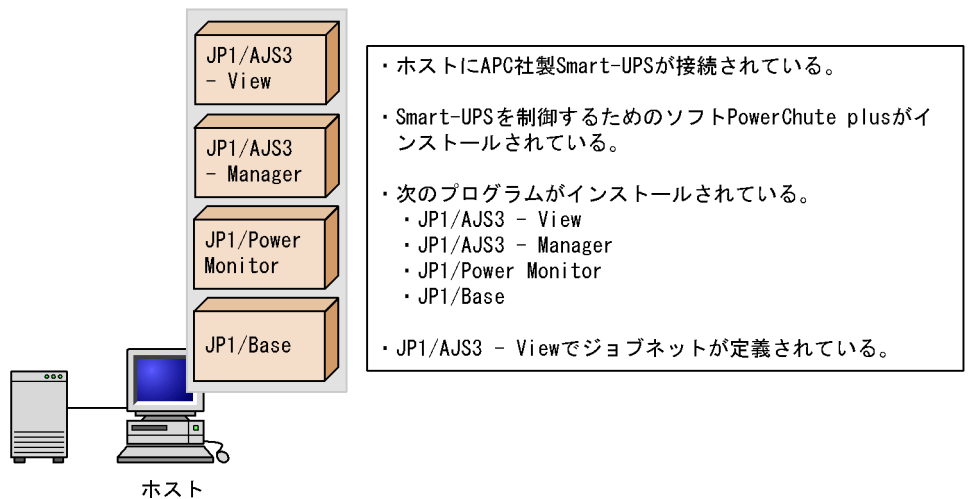 JP1/AJS3
- View
JP1/AJS3
- Manager
JP1/Power
Monitor
JP1/Base
ホスト
・ホストにAPC社製Smart-UPSが接続されている。
・Smart-UPSを制御するためのソフトPowerChute plusがイ
ンストールされている。
・次のプログラムがインストールされている。
・JP1/AJS3 - View
・JP1/AJS3 - Manager
・JP1/Power Monitor
・JP1/Base
・JP1/AJS3 - Viewでジョブネットが定義されている。